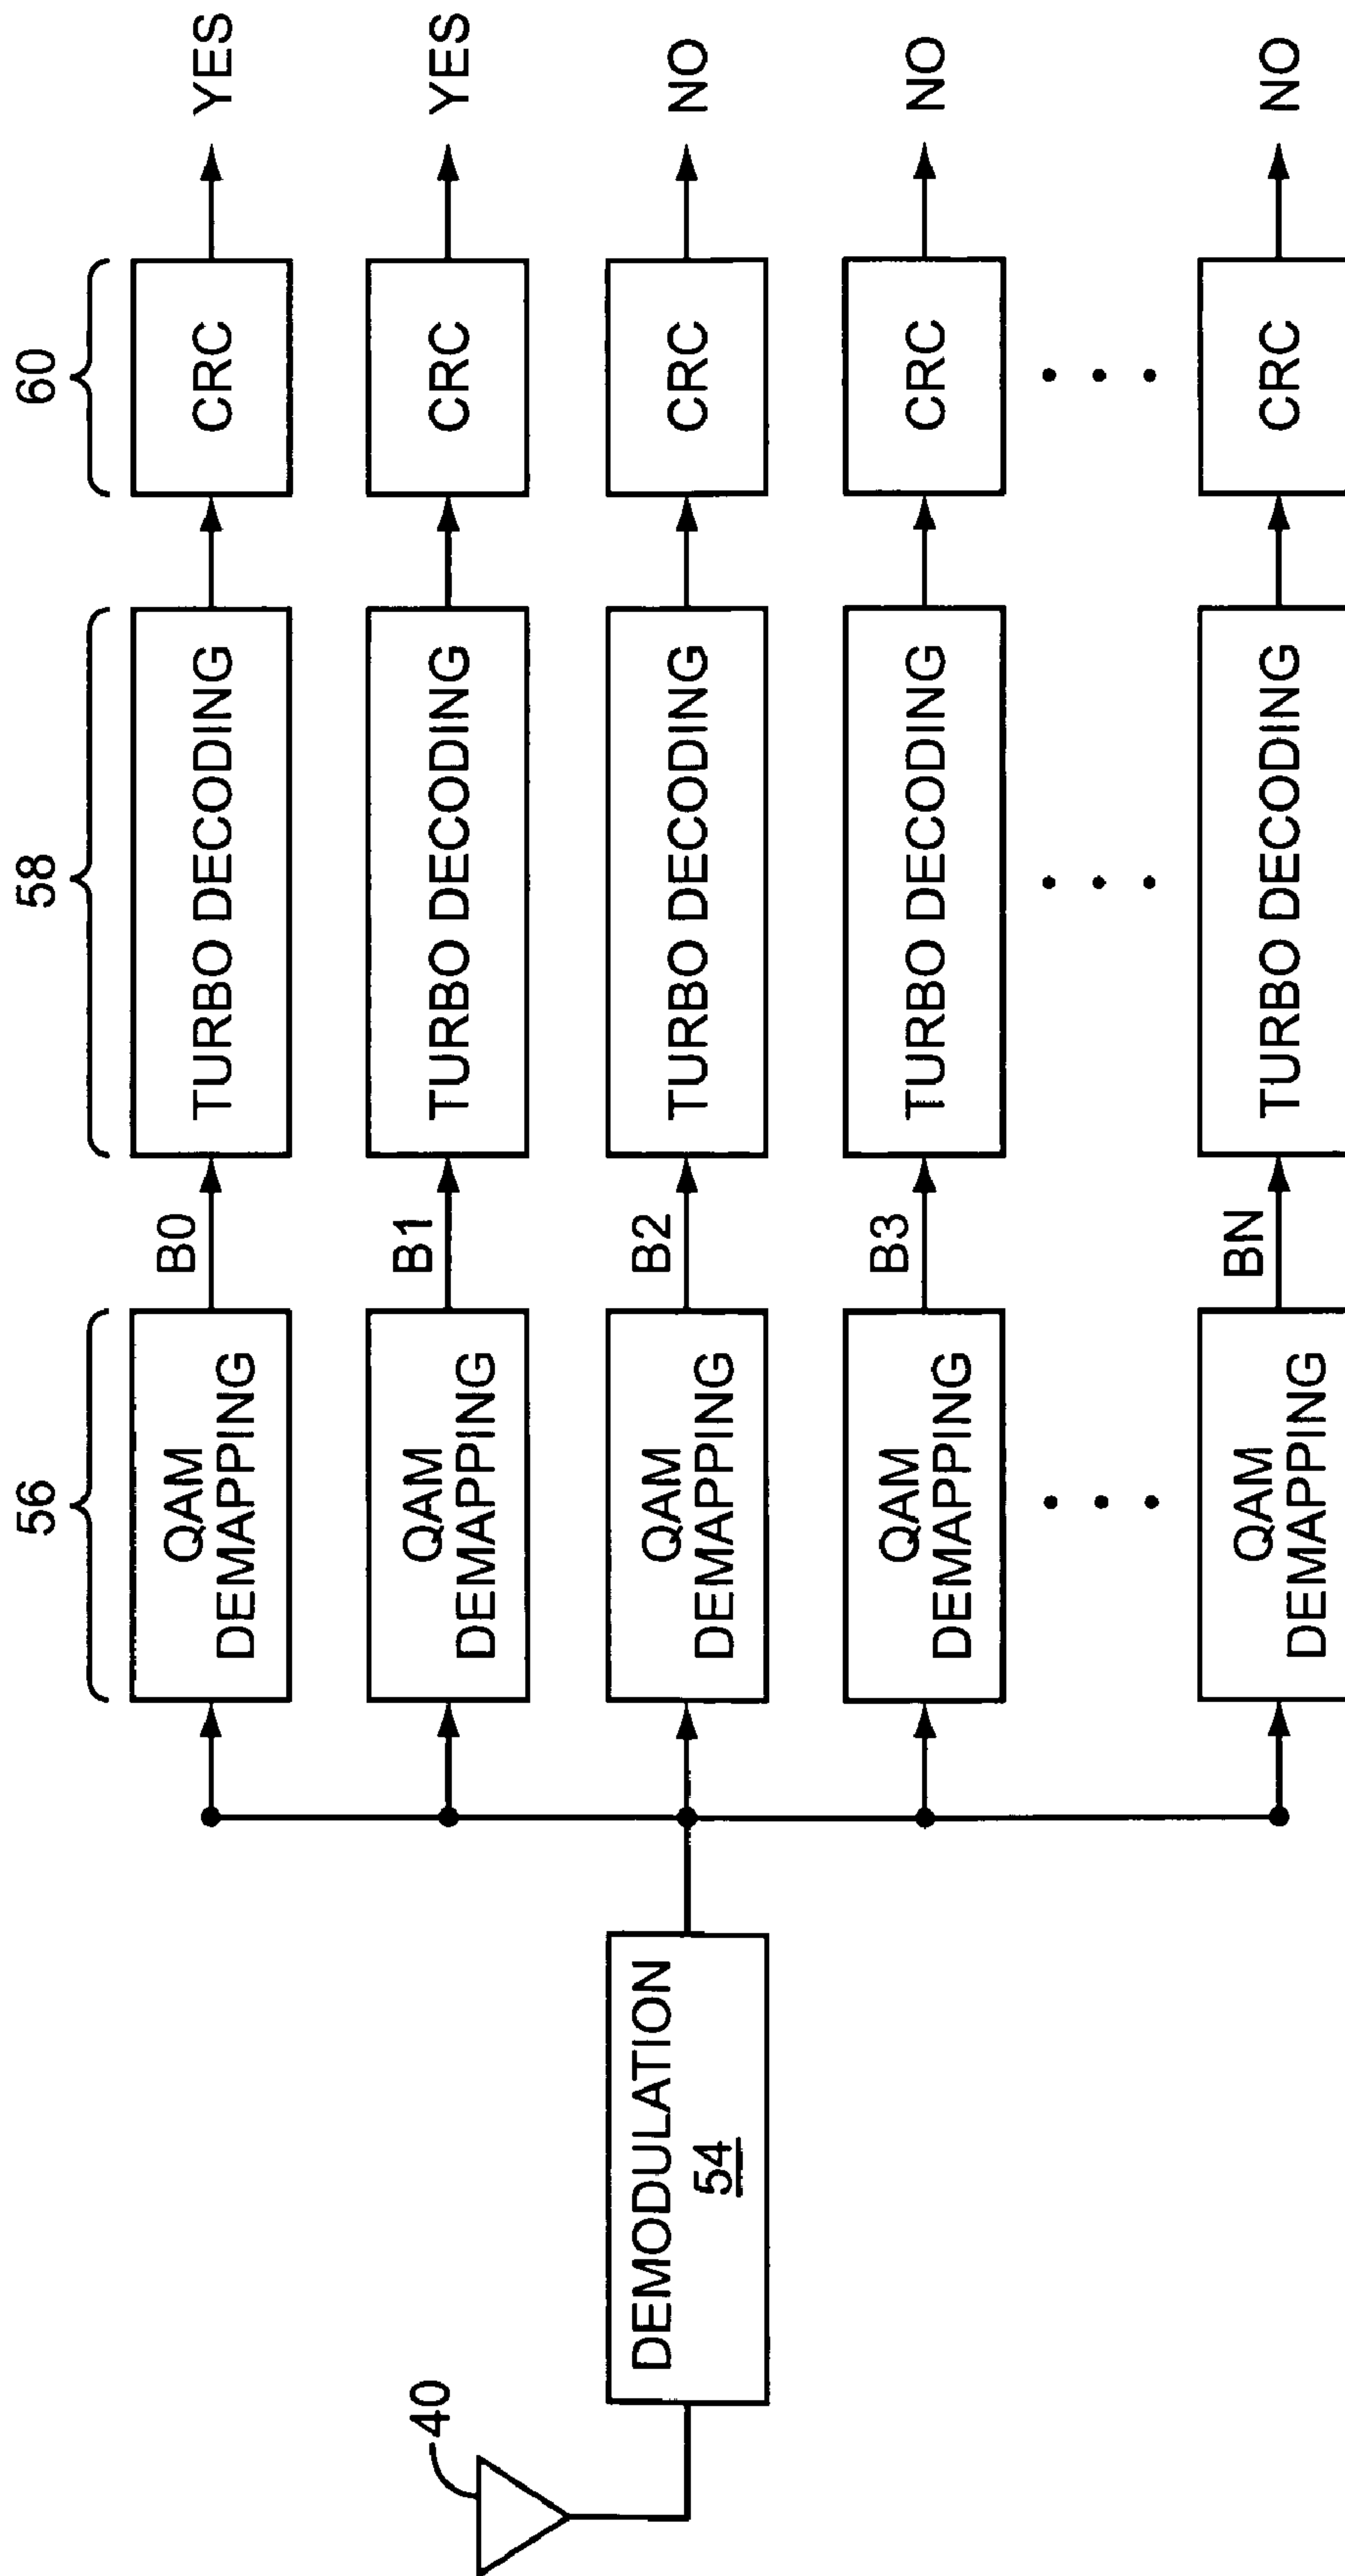 40
DEMODULATION
54
56
58
60
QAM
DEMAPPING
B0
TURBO DECODING
CRC
YES
QAM
DEMAPPING
B1
TURBO DECODING
CRC
YES
QAM
DEMAPPING
B2
TURBO DECODING
CRC
NO
QAM
DEMAPPING
B3
TURBO DECODING
CRC
NO
QAM
DEMAPPING
BN
TURBO DECODING
CRC
NO